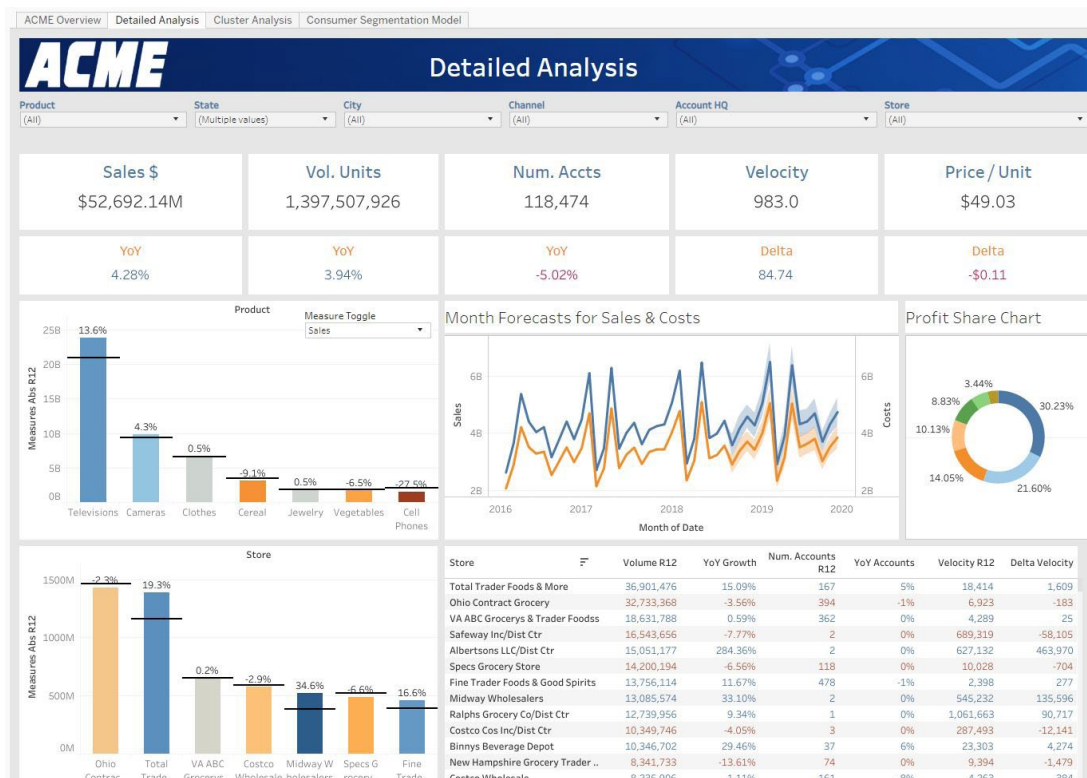 ACME Overview Detailed Analysis Cluster Analysis Consumer Segmentation Model
ACME Detailed Analysis
Product State City Channel Account HQ Store
(All) (Multiple values) (All) (All) (All) (All)
Sales $ Vol. Units Num. Accts Velocity Price / Unit
$52,692.14M 1,397,507,926 118,474 983.0 $49.03
YoY YoY YoY Delta Delta
4.28% 3.94% -5.02% 84.74 -$0.11
Product
Measure Toggle
Sales
Measures Abs R12
25B
20B
15B
10B
5B
0B
13.6% 4.3% 0.5% -9.1% 0.5% -6.5% -27.5%
Televisions Cameras Clothes Cereal Jewelry Vegetables Cell
Phones
Month Forecasts for Sales & Costs
Sales
6B
4B
2B
Costs
6B
4B
2B
2016 2017 2018 2019 2020
Month of Date
Profit Share Chart
3.44%
8.83% 30.23%
10.13%
14.05%
21.60%
Store
Measures Abs R12
1500M
1000M
500M
0M
-2.3% 19.3% 0.2% -2.9% 34.6% -6.6% 16.6%
Ohio Total VA ABC Costco Midway W Specs G Fine
Store Volume R12 YoY Growth Num. Accounts R12 YoY Accounts Velocity R12 Delta Velocity
Total Trader Foods & More 36,901,476 15.09% 167 5% 18,414 1,609
Ohio Contract Grocery 32,733,368 -3.56% 394 -1% 6,923 -183
VA ABC Grocerys & Trader Foodss 18,631,788 0.59% 362 0% 4,289 25
Safeway Inc/Dist Ctr 16,543,656 -7.77% 2 0% 689,319 -58,105
Albertsons LLC/Dist Ctr 15,051,177 284.36% 2 0% 627,132 463,970
Specs Grocery Store 14,200,194 -6.56% 118 0% 10,028 -704
Fine Trader Foods & Good Spirits 13,756,114 11.67% 478 -1% 2,398 277
Midway Wholesalers 13,085,574 33.10% 2 0% 545,232 135,596
Ralphs Grocery Co/Dist Ctr 12,739,956 9.34% 1 0% 1,061,663 90,717
Costco Cos Inc/Dist Ctr 10,349,746 -4.05% 3 0% 287,493 -12,141
Binnys Beverage Depot 10,346,702 29.46% 37 6% 23,303 4,274
New Hampshire Grocery Trader .. 8,341,733 -13.61% 74 0% 9,394 -1,479